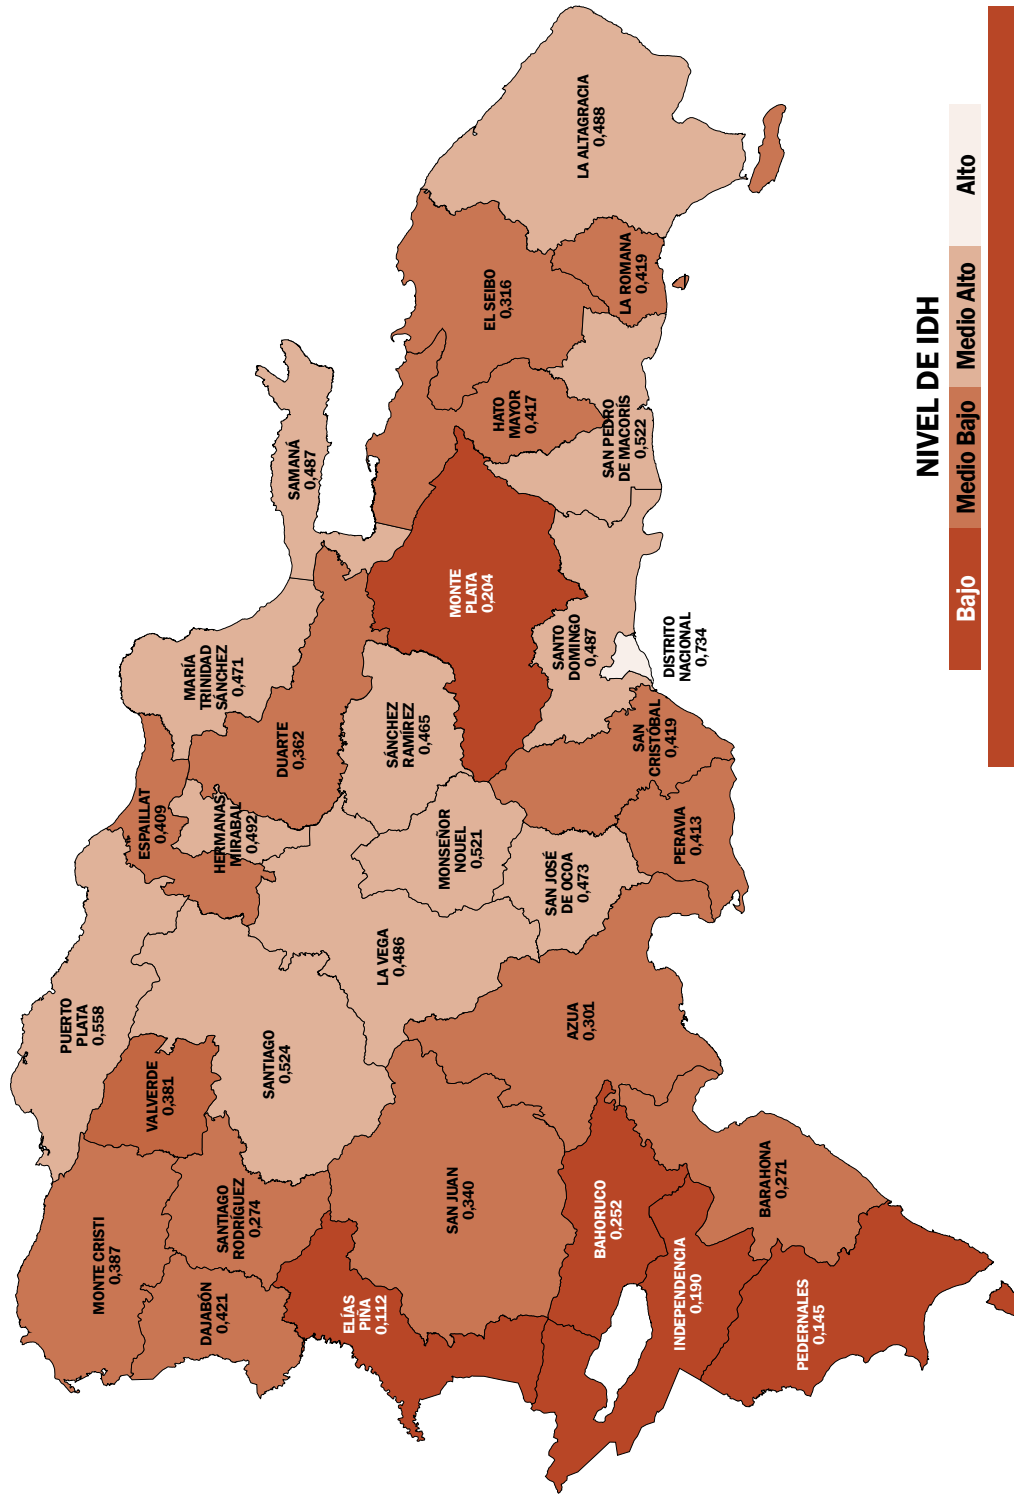 PUERTO
PLATA
0,558
MONTE CRISTI
0,387
VALVERDE
0,381
ESPAILLAT
0,409
MARÍA
TRINIDAD
SÁNCHEZ
0,471
DAJABÓN
0,421
SANTIAGO
RODRÍGUEZ
0,274
SANTIAGO
0,524
HERMANAS
MIRABAL
0,492
DUARTE
0,362
SAMANÁ
0,487
ELÍAS
PIÑA
0,112
SAN JUAN
0,340
LA VEGA
0,486
MONSEÑOR
NOUEL
0,521
SÁNCHEZ
RAMÍREZ
0,465
MONTE
PLATA
0,204
HATO
MAYOR
0,417
EL SEIBO
0,316
LA ALTAGRACIA
0,488
BAHORUCO
0,252
AZUA
0,301
SAN JOSÉ
DE OCOA
0,473
SANTO
DOMINGO
0,487
SAN PEDRO
DE MACORÍS
0,522
LA ROMANA
0,419
INDEPENDENCIA
0,190
PERAVIA
0,413
SAN
CRISTÓBAL
0,419
DISTRITO
NACIONAL
0,734
PEDERNALES
0,145
BARAHONA
0,271
NIVEL DE IDH
Bajo
Medio Bajo
Medio Alto
Alto